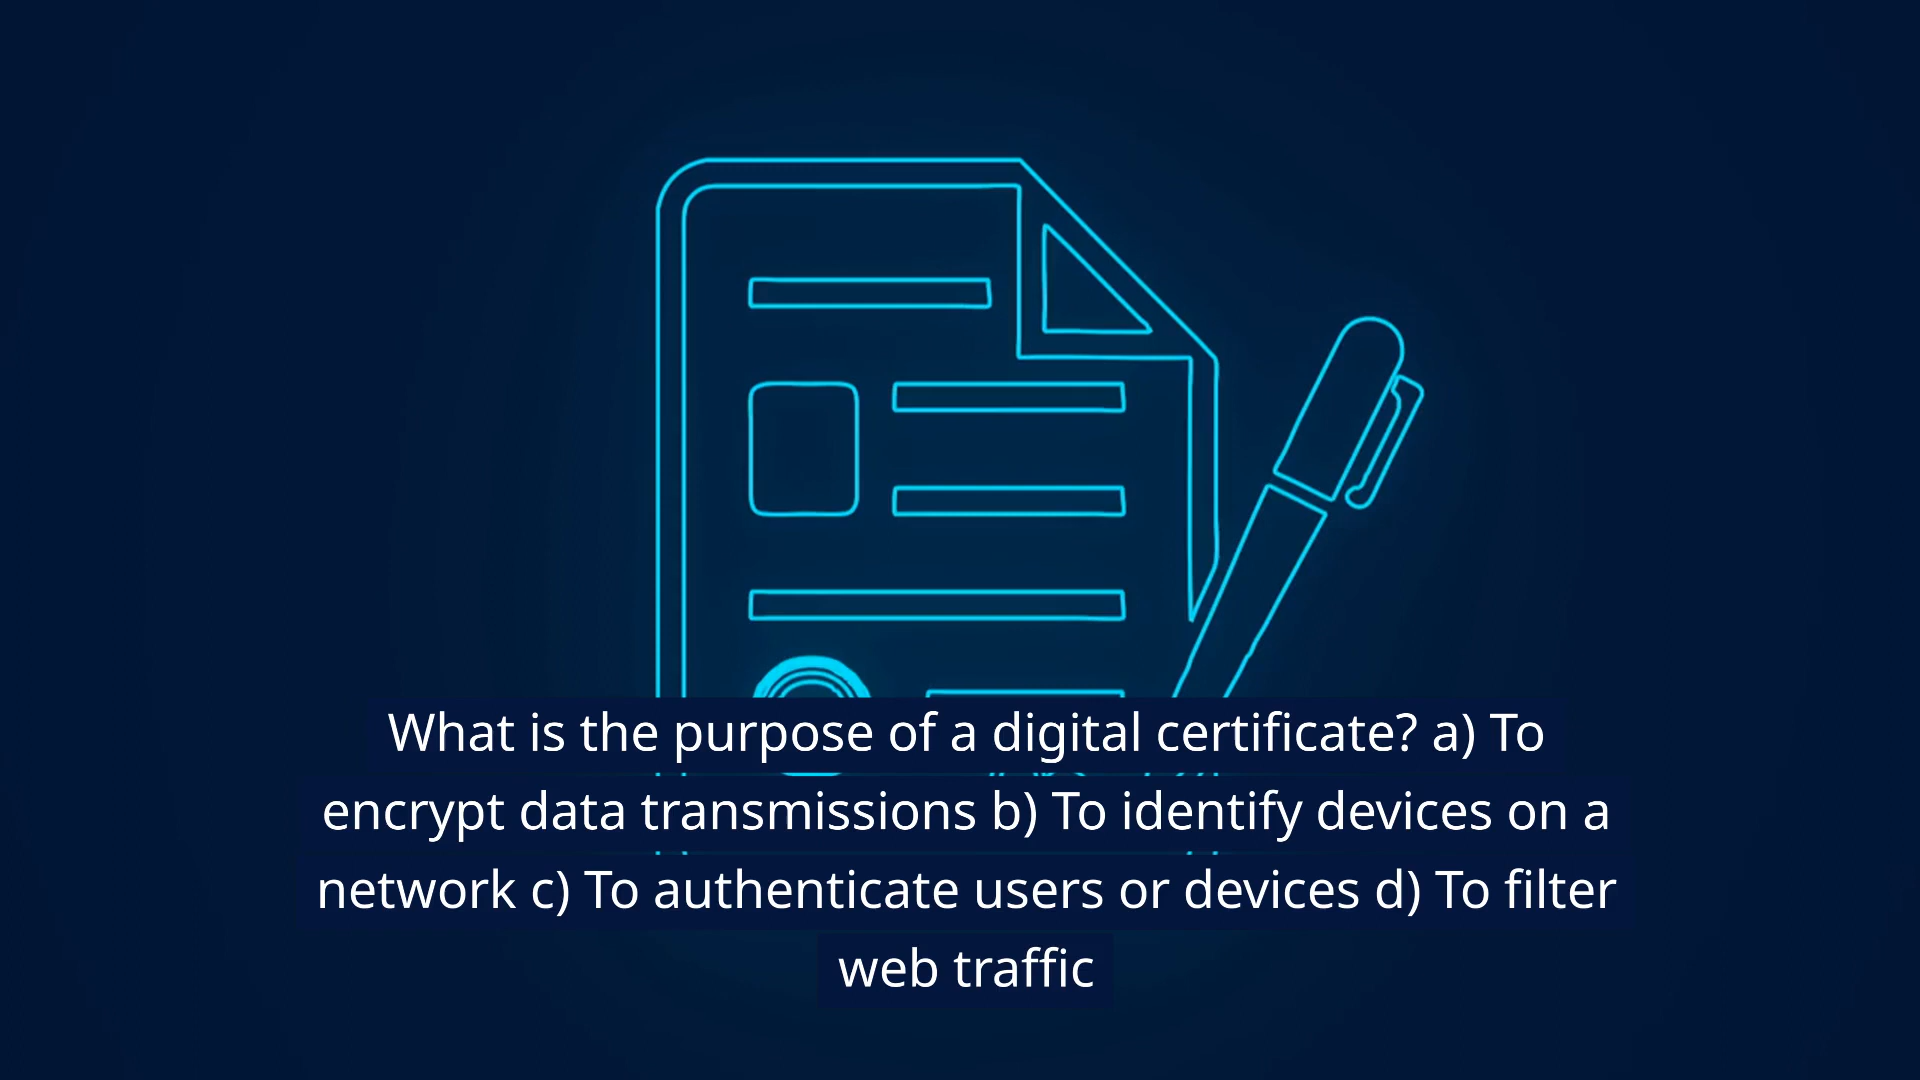 What is the purpose of a digital certificate? a) To
encrypt data transmissions b) To identify devices on a
network c) To authenticate users or devices d) To filter
web traffic